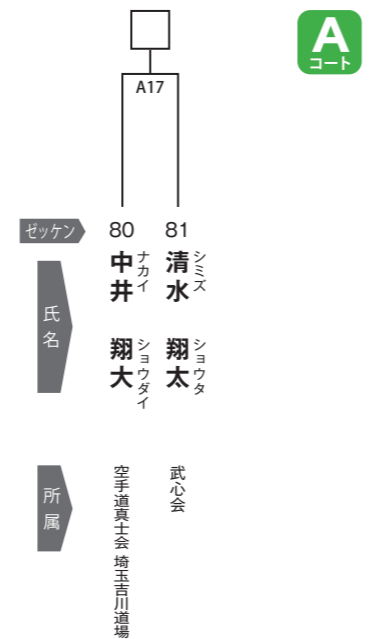 A
コート
A17
ゼッケン
80
81
氏名
中井 翔大
ナカイ ショウダイ
清水 翔太
シミズ ショウタ
所属
空手道真士会 埼玉吉川道場
武心会